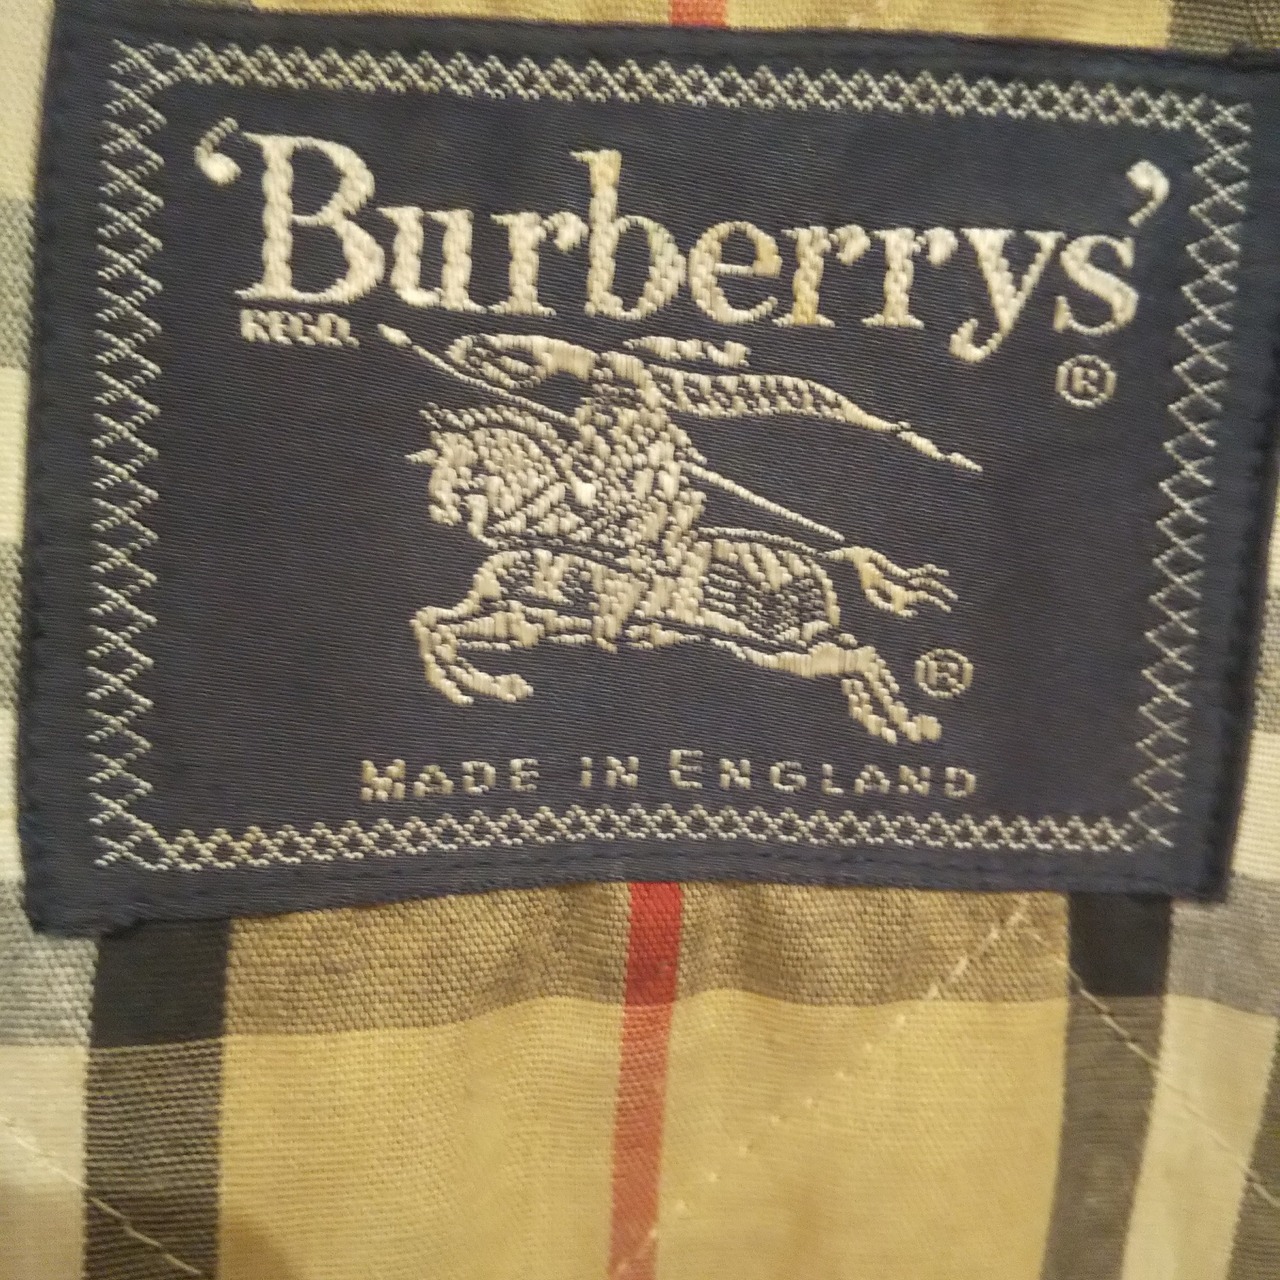 ‘Burberrys’
REGD.
®
®
MADE IN ENGLAND